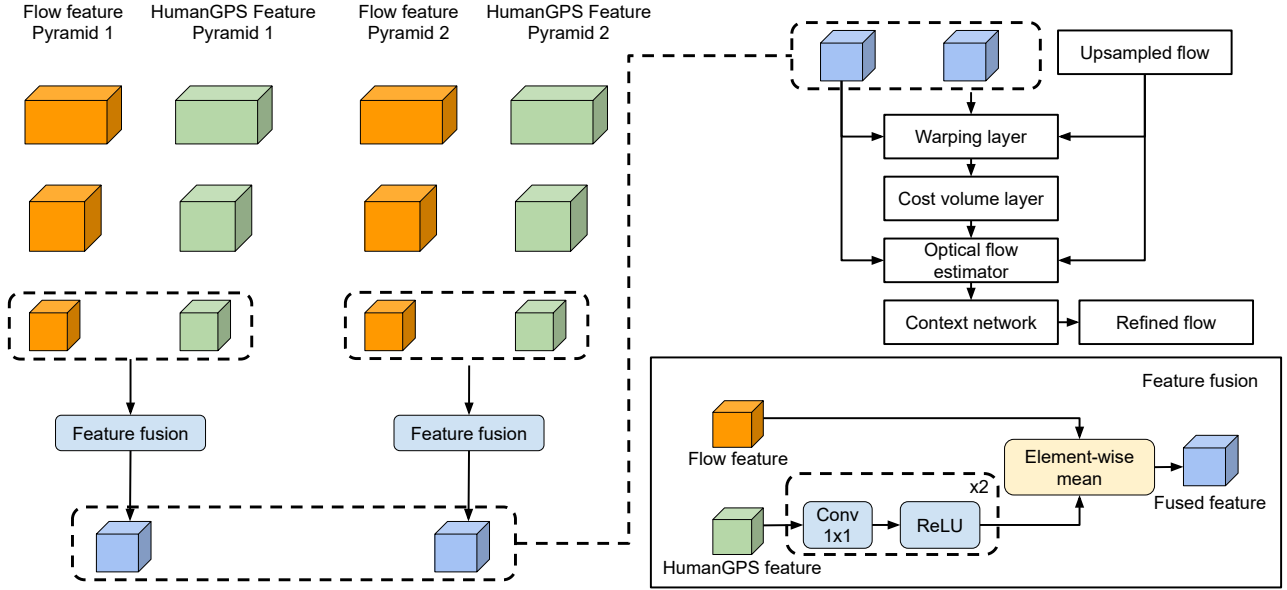 Flow feature
Pyramid 1
HumanGPS Feature
Pyramid 1
Flow feature
Pyramid 2
HumanGPS Feature
Pyramid 2
Feature fusion
Feature fusion
Upsampled flow
Warping layer
Cost volume layer
Optical flow
estimator
Context network
Refined flow
Feature fusion
Flow feature
HumanGPS feature
x2
Conv
1x1
ReLU
Element-wise
mean
Fused feature